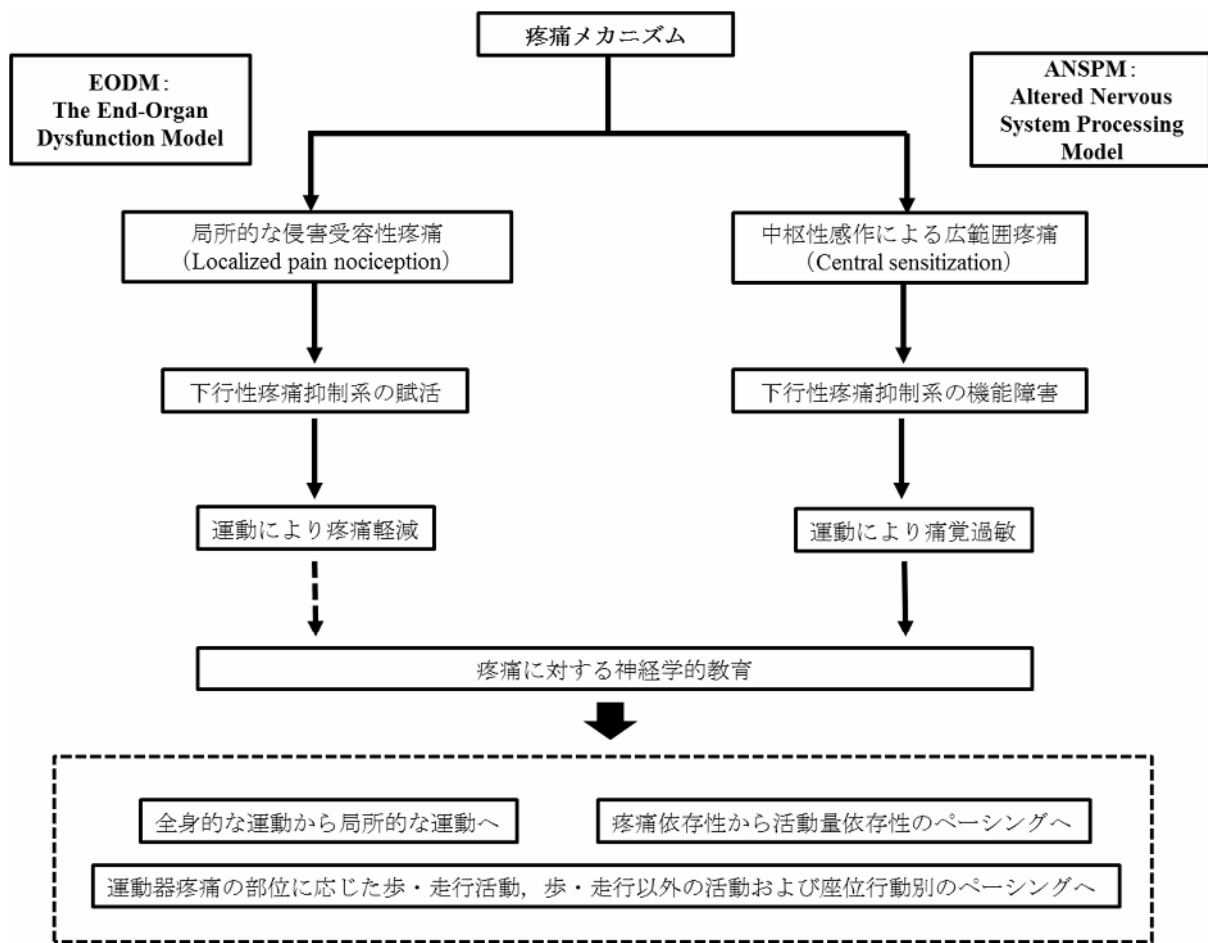 疼痛メカニズム
EODM:
The End-Organ
Dysfunction Model
ANSPM:
Altered Nervous
System Processing
Model
局所的な侵害受容性疼痛
(Localized pain nociception)
中枢性感作による広範囲疼痛
(Central sensitization)
下行性疼痛抑制系の賦活
下行性疼痛抑制系の機能障害
運動により疼痛軽減
運動により痛覚過敏
疼痛に対する神経学的教育
全身的な運動から局所的な運動へ
疼痛依存性から活動量依存性のペーシングへ
運動器疼痛の部位に応じた歩・走行活動，歩・走行以外の活動および座位行動別のペーシングへ